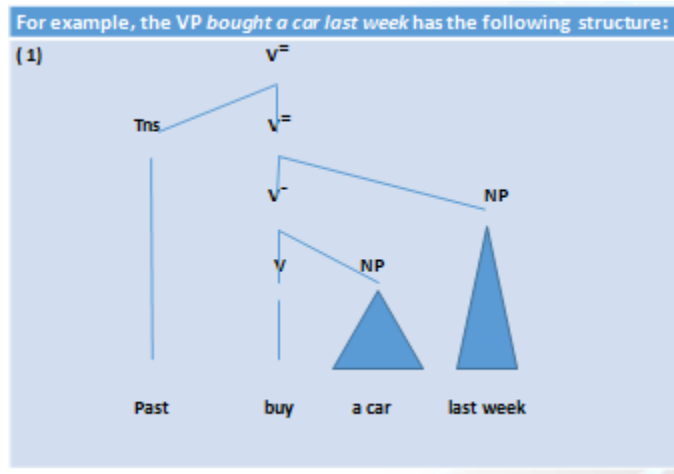 For example, the VP bought a car last week has the following structure:
( 1) V⁼
Tns V⁼
V⁻ NP
V NP
Past buy a car last week